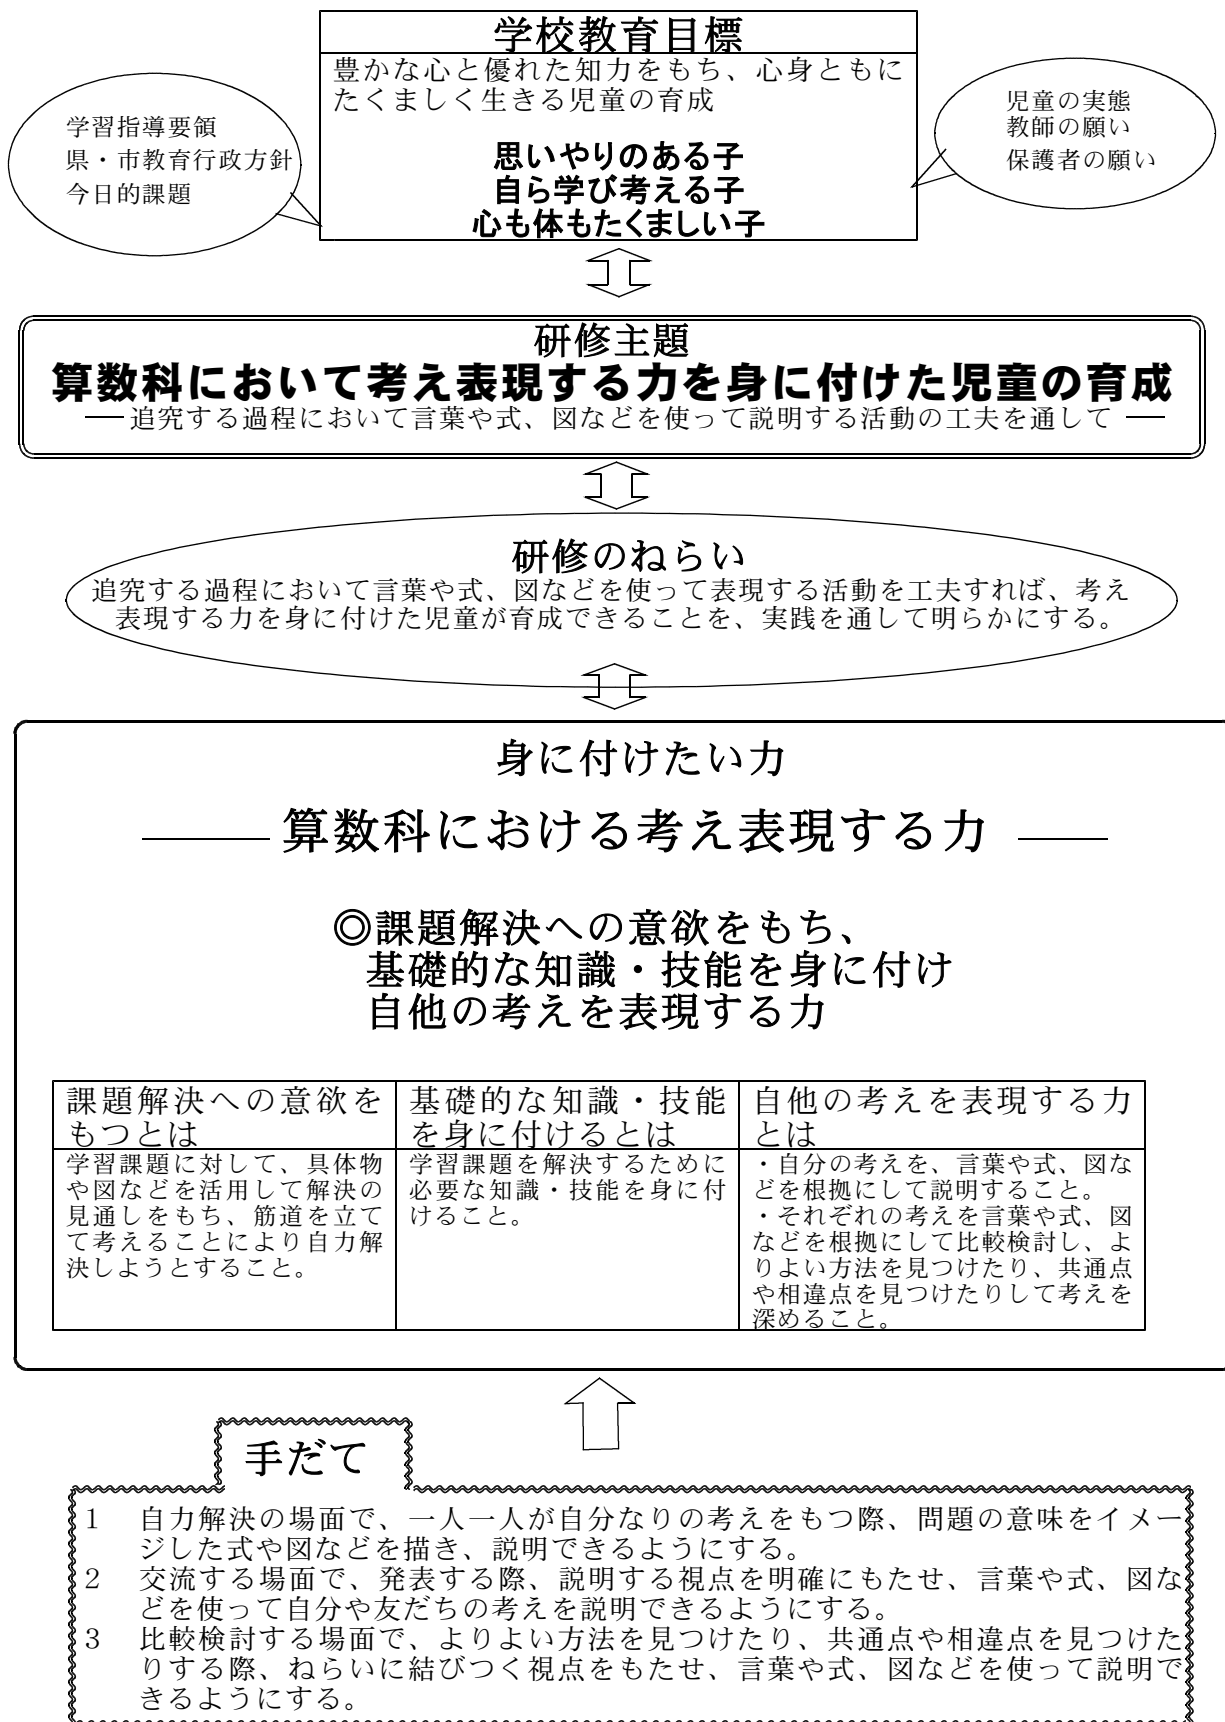 学校教育目標
豊かな心と優れた知力をもち、心身ともに
たくましく生きる児童の育成
思いやりのある子
自ら学び考える子
心も体もたくましい子
学習指導要領
県・市教育行政方針
今日的課題
児童の実態
教師の願い
保護者の願い
研修主題
算数科において考え表現する力を身に付けた児童の育成
― 追究する過程において言葉や式、図などを使って説明する活動の工夫を通して ―
研修のねらい
追究する過程において言葉や式、図などを使って表現する活動を工夫すれば、考え
表現する力を身に付けた児童が育成できることを、実践を通して明らかにする。
身に付けたい力
算数科における考え表現する力
◎課題解決への意欲をもち、
基礎的な知識・技能を身に付け
自他の考えを表現する力
課題解決への意欲を
もつとは
学習課題に対して、具体物
や図などを活用して解決の
見通しをもち、筋道を立て
て考えることにより自力解
決しようとすること。
基礎的な知識・技能
を身に付けるとは
学習課題を解決するために
必要な知識・技能を身に付
けること。
自他の考えを表現する力
とは
・自分の考えを、言葉や式、図な
どを根拠にして説明すること。
・それぞれの考えを言葉や式、図
などを根拠にして比較検討し、よ
りよい方法を見つけたり、共通点
や相違点を見つけたりして考えを
深めること。
手だて
1 自力解決の場面で、一人一人が自分なりの考えをもつ際、問題の意味をイメー
ジした式や図などを描き、説明できるようにする。
2 交流する場面で、発表する際、説明する視点を明確にもたせ、言葉や式、図な
どを使って自分や友だちの考えを説明できるようにする。
3 比較検討する場面で、よりよい方法を見つけたり、共通点や相違点を見つけた
りする際、ねらいに結びつく視点をもたせ、言葉や式、図などを使って説明で
きるようにする。